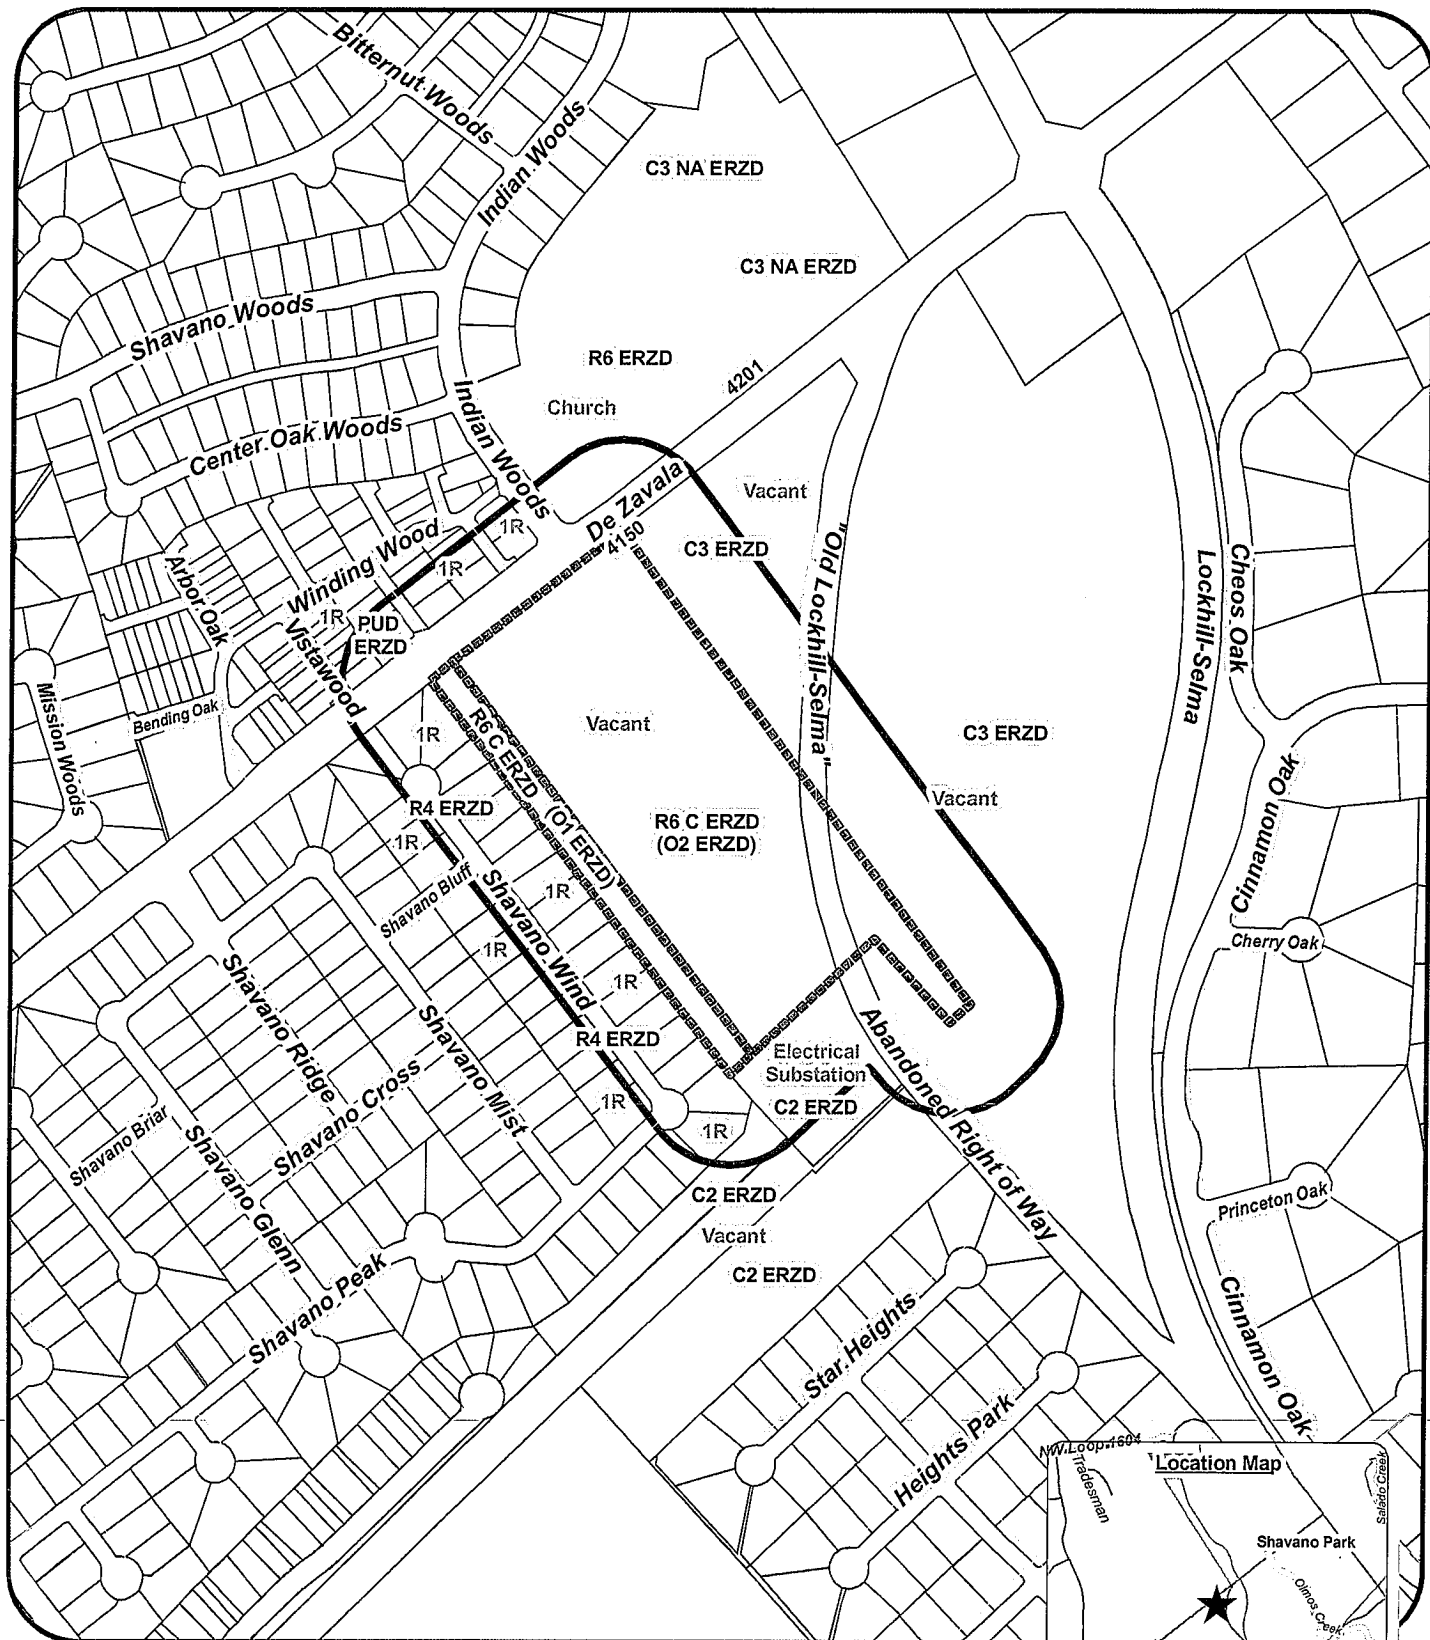 Bitternut Woods
Indian Woods
C3 NA ERZD
C3 NA ERZD
Shavano Woods
R6 ERZD
4201
Church
Center Oak Woods
Indian Woods
De Zavala
4150
Vacant
C3 ERZD
1R
1R
Winding Wood
1R
PUD
ERZD
Arbor Oak
Vistawood
"Old Lockhill-Selma"
Lockhill-Selma
Cheos Oak
Mission Woods
Bending Oak
1R
R6 C ERZD (O1 ERZD)
Vacant
C3 ERZD
Vacant
R4 ERZD
1R
R6 C ERZD
(O2 ERZD)
Cinnamon Oak
Shavano Bluff
Shavano Wind
1R
1R
1R
Cherry Oak
Shavano Ridge
Shavano Mist
Shavano Cross
R4 ERZD
1R
1R
Electrical
Substation
C2 ERZD
Abandoned Right of Way
Shavano Briar
Shavano Glenn
Shavano Peak
C2 ERZD
Vacant
C2 ERZD
Princeton Oak
Cinnamon Oak
Star Heights
Heights Park
NW Loop 1604
Tradesman
Location Map
Salado Creek
Shavano Park
Olmos Creek